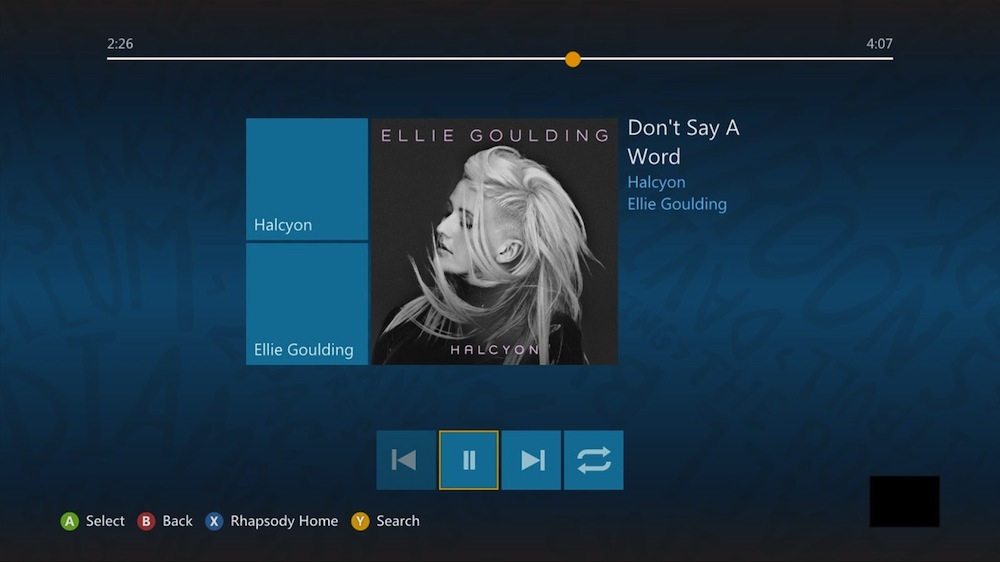 2:26
4:07
Halcyon
Ellie Goulding
ELLIE GOULDING
HALCYON
Don't Say A
Word
Halcyon
Ellie Goulding
A Select B Back X Rhapsody Home Y Search